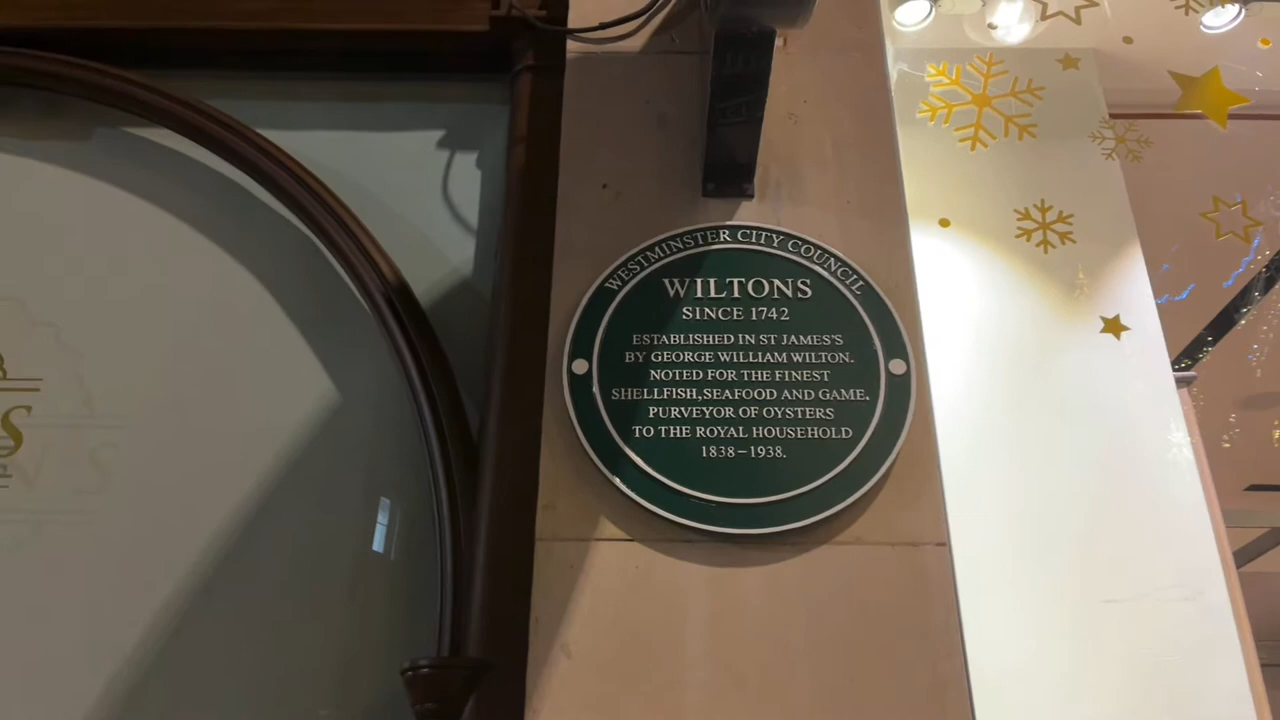 WESTMINSTER CITY COUNCIL
WILTONS
SINCE 1742
ESTABLISHED IN ST JAMES'S
BY GEORGE WILLIAM WILTON.
NOTED FOR THE FINEST
SHELLFISH, SEAFOOD AND GAME.
PURVEYOR OF OYSTERS
TO THE ROYAL HOUSEHOLD
1838–1938.